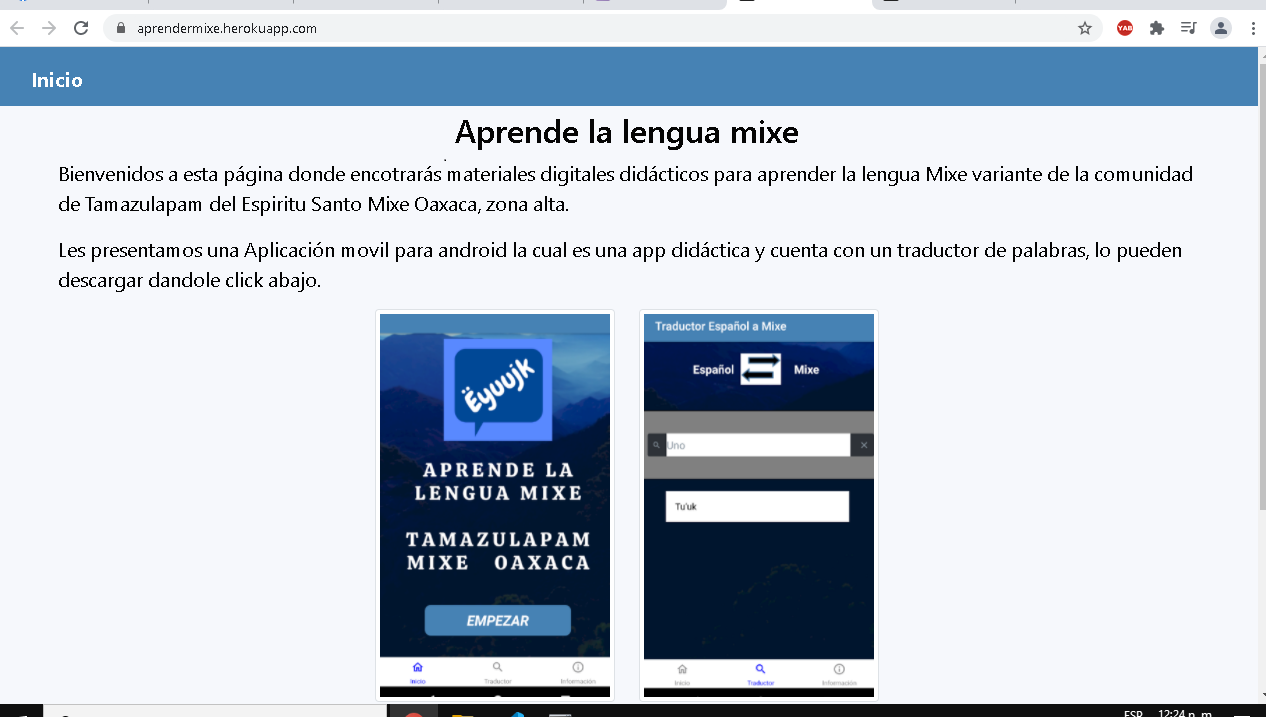 aprendermixe.herokuapp.com
YAB
Inicio
Aprende la lengua mixe
Bienvenidos a esta página donde encotrarás materiales digitales didácticos para aprender la lengua Mixe variante de la comunidad
de Tamazulapam del Espiritu Santo Mixe Oaxaca, zona alta.
Les presentamos una Aplicación movil para android la cual es una app didáctica y cuenta con un traductor de palabras, lo pueden
descargar dandole click abajo.
Ëyuujk
APRENDE LA
LENGUA MIXE
TAMAZULAPAM
MIXE OAXACA
EMPEZAR
Inicio Traductor Información
Traductor Español a Mixe
Español Mixe
Uno
Tu'uk
Inicio Traductor Información
ESP 12:24 p. m.